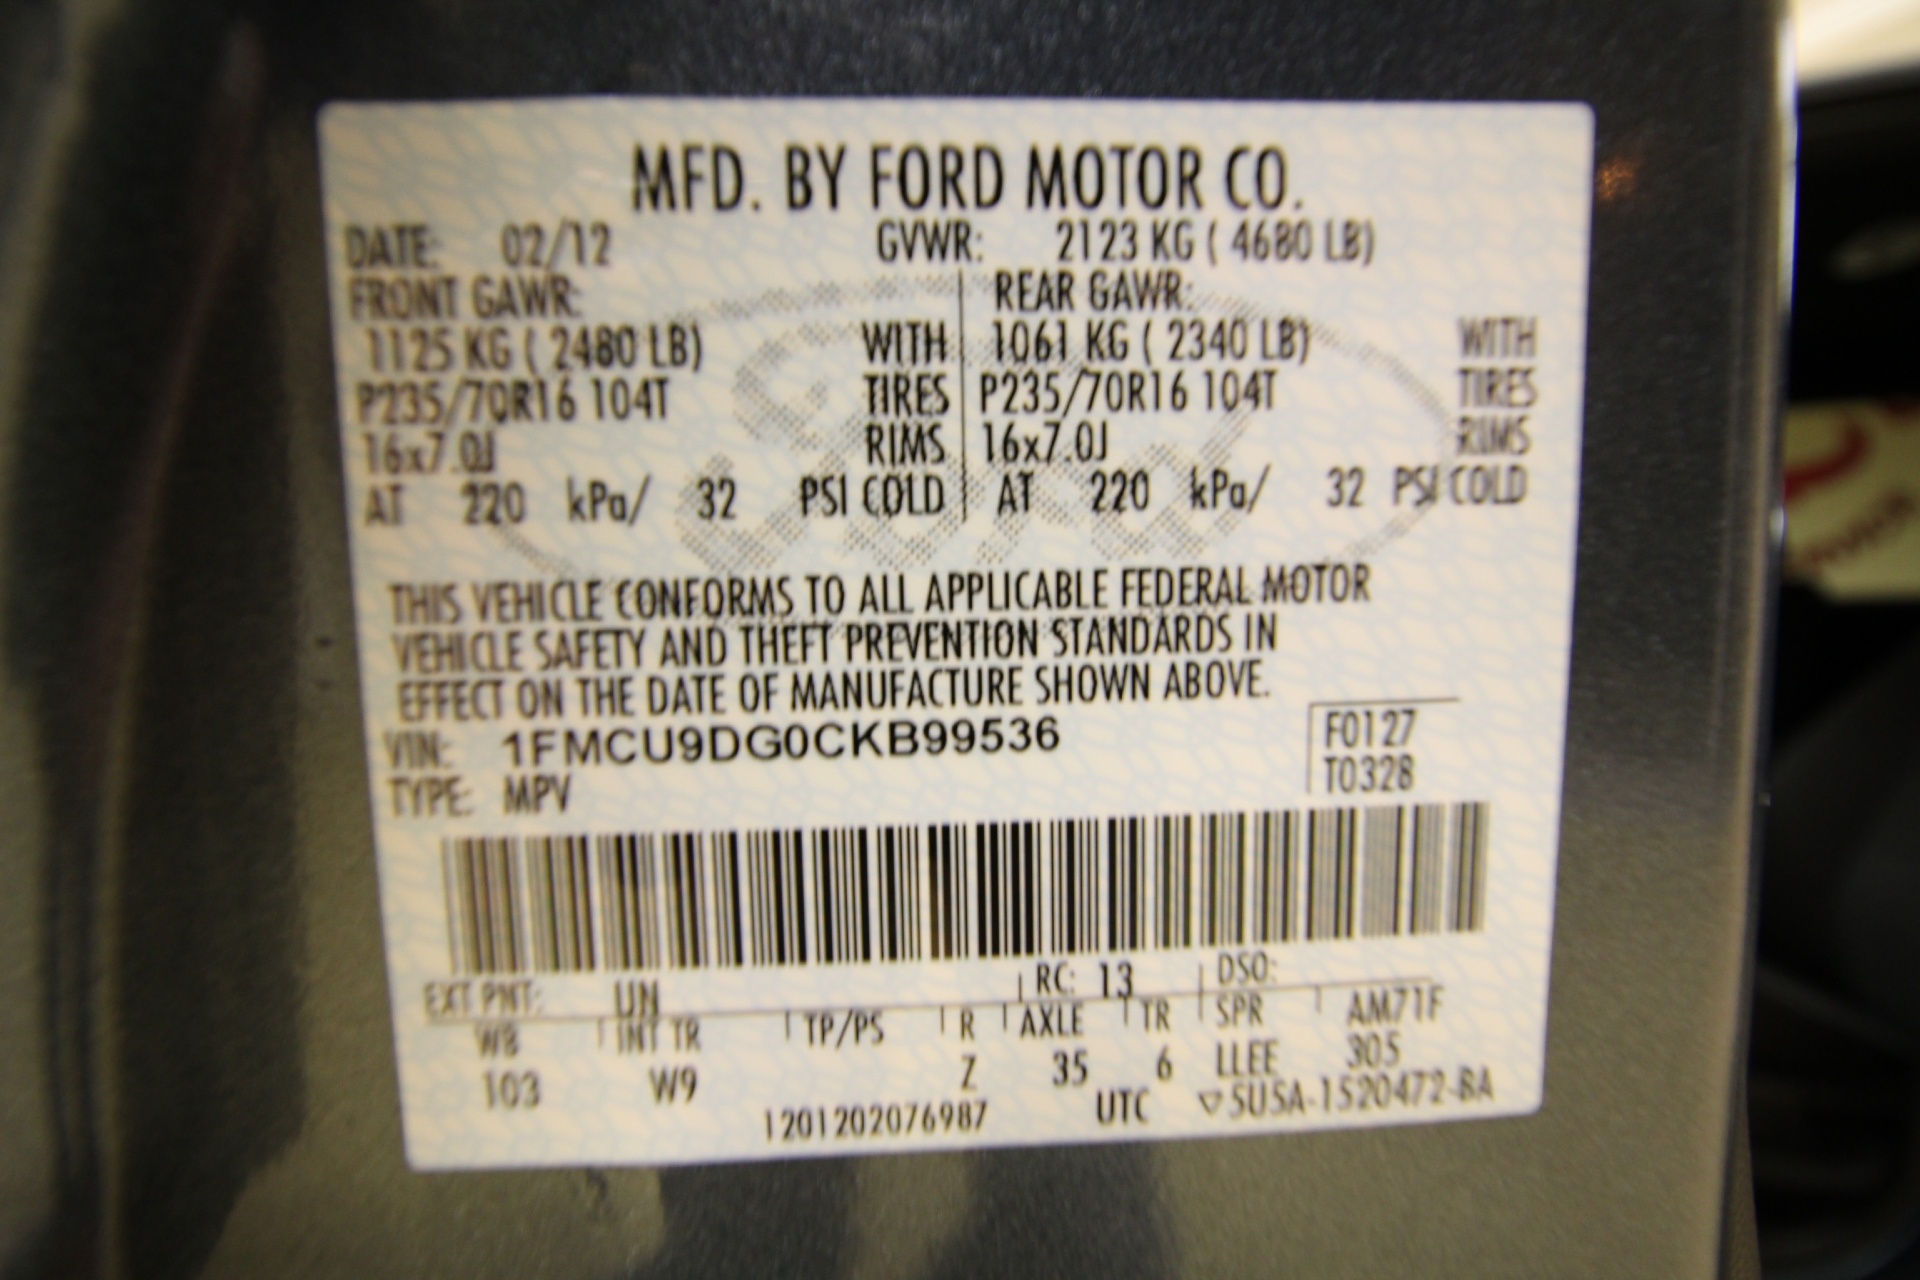 MFD. BY FORD MOTOR CO.
DATE: 02/12 GVWR: 2123 KG ( 4680 LB)
FRONT GAWR: REAR GAWR:
1125 KG ( 2480 LB) WITH 1061 KG ( 2340 LB) WITH
P235/70R16 104T TIRES P235/70R16 104T TIRES
16x7.0J RIMS 16x7.0J RIMS
AT 220 kPa/ 32 PSI COLD AT 220 kPa/ 32 PSI COLD
THIS VEHICLE CONFORMS TO ALL APPLICABLE FEDERAL MOTOR
VEHICLE SAFETY AND THEFT PREVENTION STANDARDS IN
EFFECT ON THE DATE OF MANUFACTURE SHOWN ABOVE.
VIN: 1FMCU9DG0CKB99536 F0127
TYPE: MPV T0328
EXT PNT: UN RC: 13 DSO:
WB INT TR TP/PS R AXLE TR SPR AM71F
103 W9 Z 35 6 LLEE 305
1201202076987 UTC ▽5U5A-1520472-BA